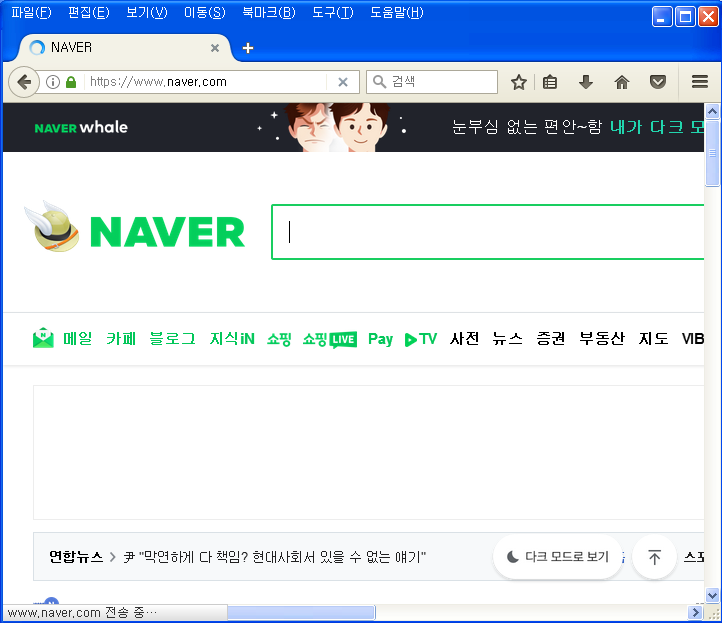 파일(F) 편집(E) 보기(V) 이동(S) 북마크(B) 도구(T) 도움말(H)
NAVER
https://www.naver.com 검색
NAVER whale 눈부심 없는 편안~함 내가 다크 모
NAVER
메일 카페 블로그 지식iN 쇼핑 쇼핑LIVE Pay TV 사전 뉴스 증권 부동산 지도 VIB
연합뉴스 > 尹 "막연하게 다 책임? 현대사회서 있을 수 없는 얘기" 다크 모드로 보기 스포
www.naver.com 전송 중…